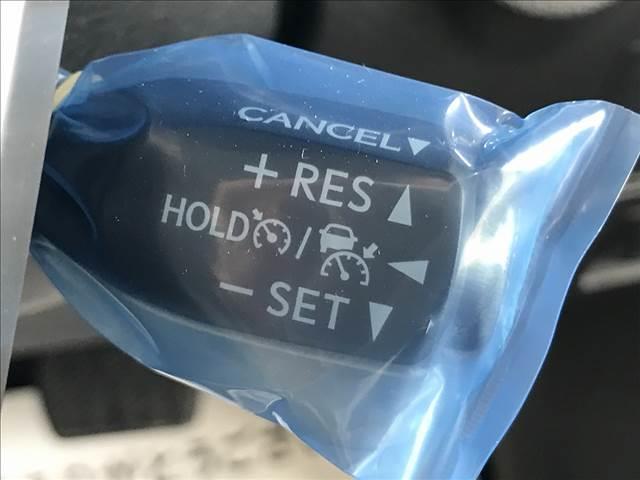 CANCEL▼
+ RES ▲
HOLD / ◀
− SET ▼